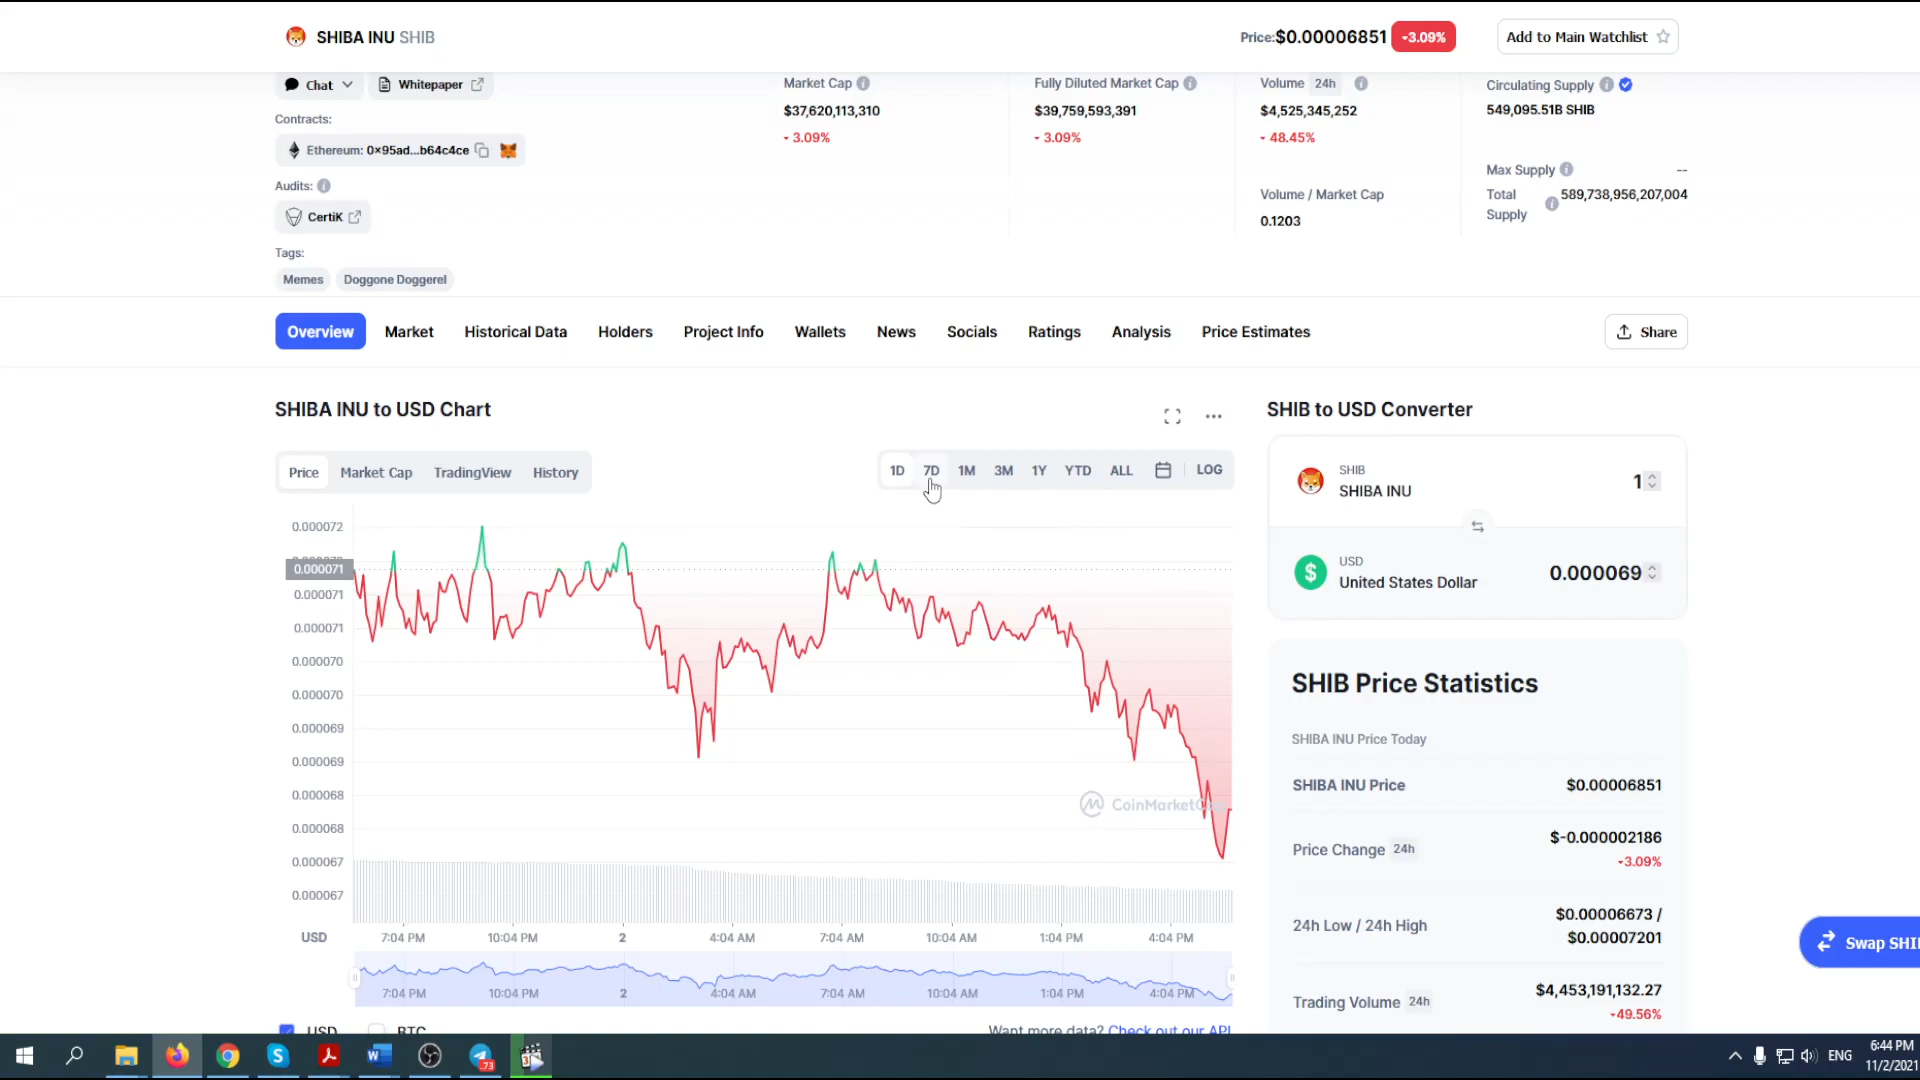 SHIBA INU SHIB
Price:$0.00006851 -3.09%
Add to Main Watchlist
Chat
Whitepaper
Contracts:
Ethereum: 0×95ad...b64c4ce
Audits:
CertiK
Tags:
Memes
Doggone Doggerel
Market Cap
$37,620,113,310
3.09%
Fully Diluted Market Cap
$39,759,593,391
3.09%
Volume 24h
$4,525,345,252
48.45%
Volume / Market Cap
0.1203
Circulating Supply
549,095.51B SHIB
Max Supply --
Total Supply 589,738,956,207,004
Overview Market Historical Data Holders Project Info Wallets News Socials Ratings Analysis Price Estimates
Share
SHIBA INU to USD Chart
Price Market Cap TradingView History
1D 7D 1M 3M 1Y YTD ALL LOG
0.000072
0.000071
0.000071
0.000071
0.000070
0.000070
0.000069
0.000069
0.000068
0.000068
0.000067
0.000067
USD
7:04 PM 10:04 PM 2 4:04 AM 7:04 AM 10:04 AM 1:04 PM 4:04 PM
7:04 PM 10:04 PM 2 4:04 AM 7:04 AM 10:04 AM 1:04 PM 4:04 PM
USD BTC
Want more data? Check out our API
SHIB to USD Converter
SHIB
SHIBA INU
1
USD
United States Dollar
0.000069
SHIB Price Statistics
SHIBA INU Price Today
SHIBA INU Price $0.00006851
Price Change 24h
$-0.000002186
3.09%
24h Low / 24h High
$0.00006673 /
$0.00007201
Trading Volume 24h
$4,453,191,132.27
49.56%
Swap SHI
73
ENG
6:44 PM
11/2/2021